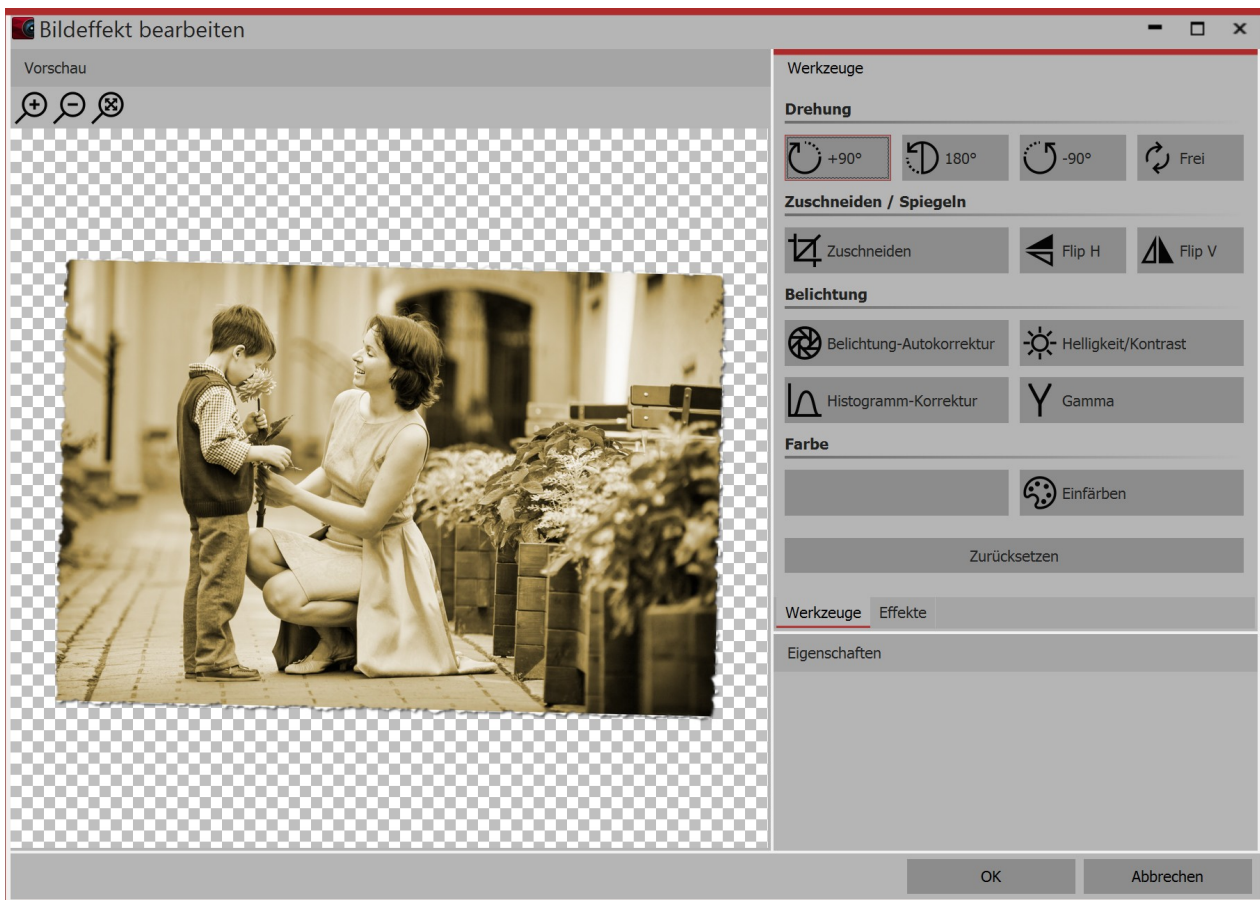 Bildeffekt bearbeiten
Vorschau
Werkzeuge
Drehung
+90°
180°
-90°
Frei
Zuschneiden / Spiegeln
Zuschneiden
Flip H
Flip V
Belichtung
Belichtung-Autokorrektur
Helligkeit/Kontrast
Histogramm-Korrektur
Gamma
Farbe
Einfärben
Zurücksetzen
Werkzeuge
Effekte
Eigenschaften
OK
Abbrechen